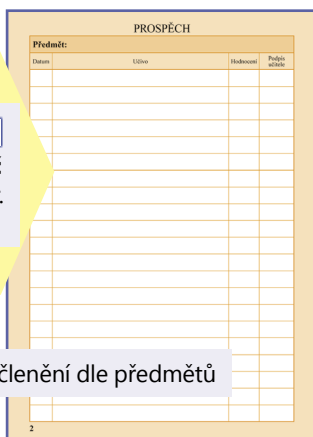 PROSPĚCH
Předmět:
Datum Učivo Hodnocení Podpis učitele
členění dle předmětů
2